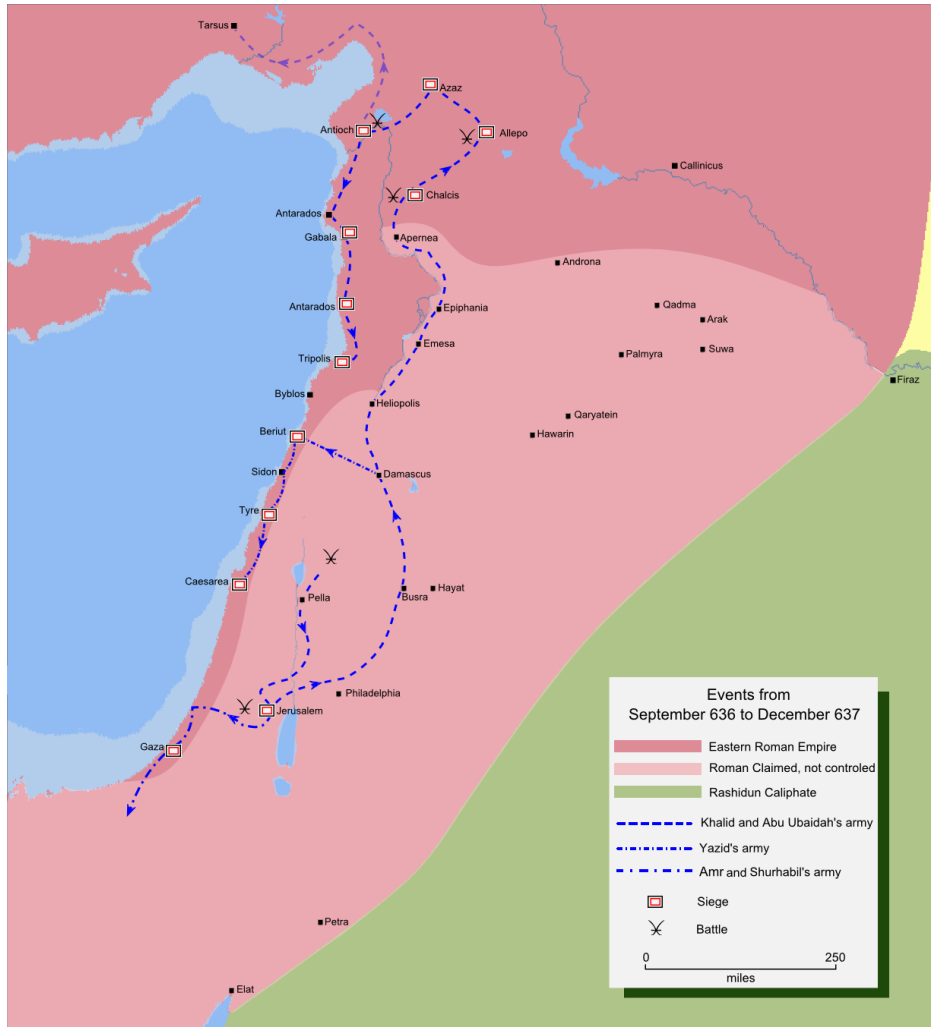 Tarsus
Azaz
Antioch
Allepo
Callinicus
Chalcis
Antarados
Gabala
Apernea
Androna
Antarados
Epiphania
Qadma
Arak
Emesa
Suwa
Palmyra
Tripolis
Firaz
Byblos
Heliopolis
Qaryatein
Beriut
Hawarin
Sidon
Damascus
Tyre
Caesarea
Hayat
Busra
Pella
Philadelphia
Jerusalem
Gaza
Petra
Elat
Events from
September 636 to December 637
Eastern Roman Empire
Roman Claimed, not controled
Rashidun Caliphate
Khalid and Abu Ubaidah's army
Yazid's army
Amr and Shurhabil's army
Siege
Battle
0 250
miles